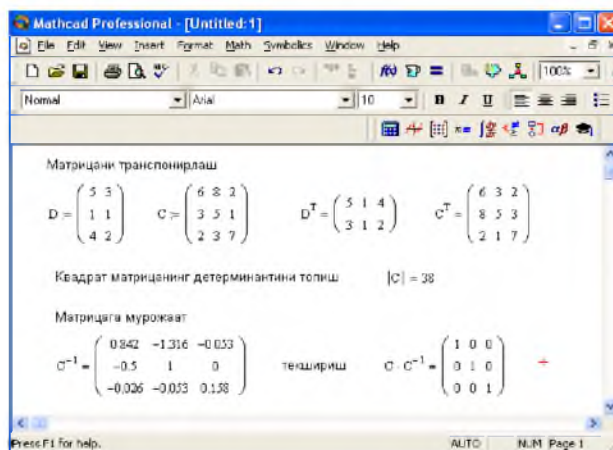 Mathcad Professional - [Untitled:1]
File Edit View Insert Format Math Symbolics Window Help
100%
Normal Arial 10 B I U
Матрицани транспонирлаш
D := ( 5 3 C := ( 6 8 2 D^T = ( 5 1 4 C^T = ( 6 3 2
1 1 3 5 1 3 1 2 ) 8 5 3
4 2 ) 2 3 7 ) 2 1 7 )
Квадрат матрицанинг детерминантини топиш |C| = 38
Матрицага мурожаат
C^-1 = ( 0.842 -1.316 -0.053 текшириш C · C^-1 = ( 1 0 0
-0.5 1 0 0 1 0
-0.026 -0.053 0.158 ) 0 0 1 )
Press F1 for help. AUTO NUM Page 1